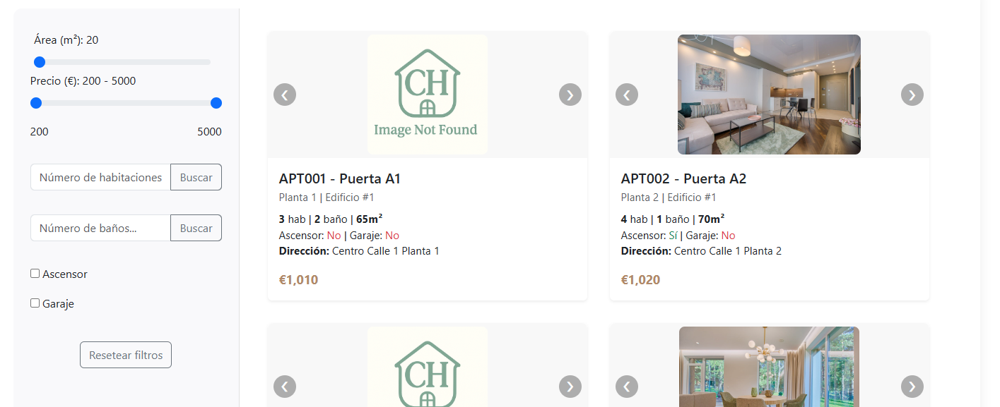 Área (m²): 20
Precio (€): 200 - 5000
200 5000
Número de habitaciones Buscar
Número de baños... Buscar
Ascensor
Garaje
Resetear filtros
CH
Image Not Found
APT001 - Puerta A1
Planta 1 | Edificio #1
3 hab | 2 baño | 65m²
Ascensor: No | Garaje: No
Dirección: Centro Calle 1 Planta 1
€1,010
APT002 - Puerta A2
Planta 2 | Edificio #1
4 hab | 1 baño | 70m²
Ascensor: Sí | Garaje: No
Dirección: Centro Calle 1 Planta 2
€1,020
CH